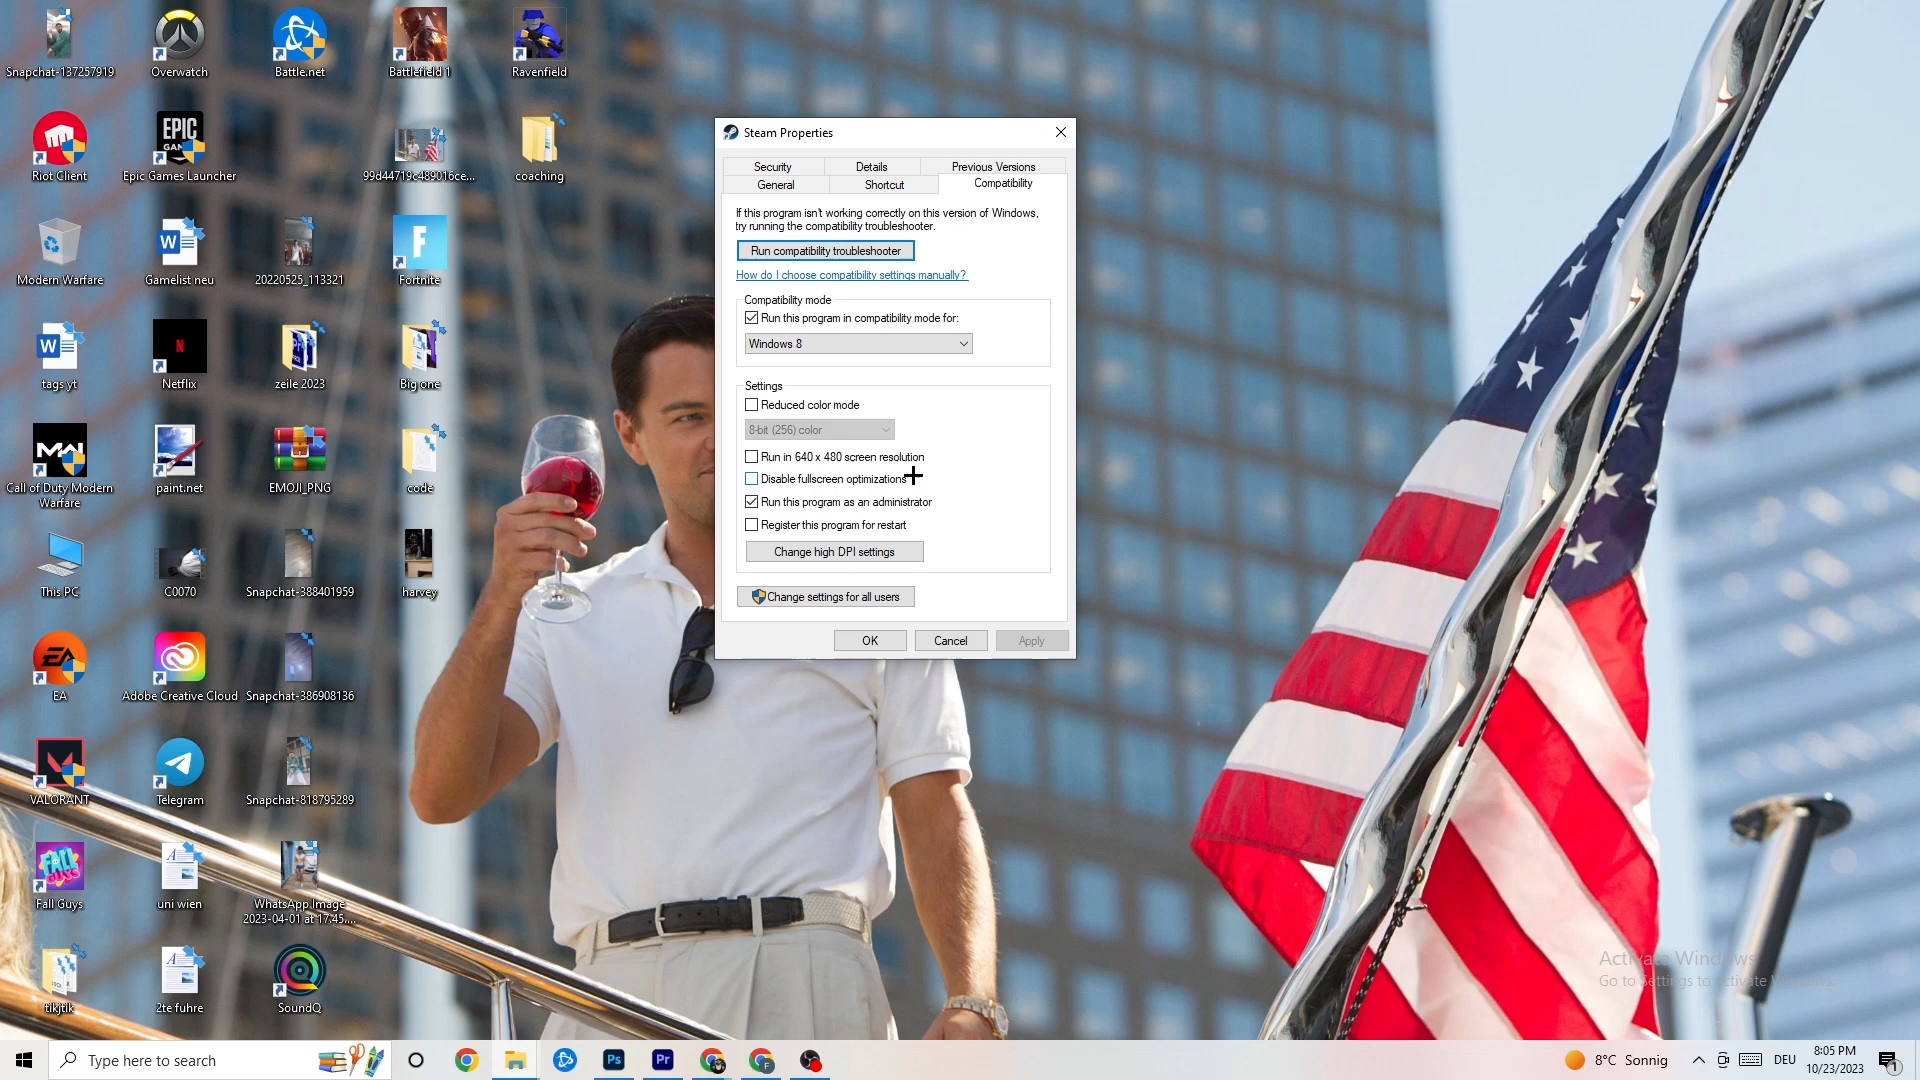 Snapchat-137257919
Overwatch
Battle.net
Battlefield 1
Ravenfield
Riot Client
EPIC
GAMES
Epic Games Launcher
99d44719c489016ce...
coaching
Modern Warfare
Gamelist neu
20220525_113321
Fortnite
tags yt
Netflix
zeile 2023
Big one
Call of Duty Modern
Warfare
paint.net
EMOJI_PNG
code
This PC
C0070
Snapchat-388401959
harvey
EA
Adobe Creative Cloud
Snapchat-386908136
VALORANT
Telegram
Snapchat-818795289
FALL
GUYS
Fall Guys
uni wien
WhatsApp Image
2023-04-01 at 17.45....
tikjtik
2te fuhre
SoundQ
Steam Properties
Security
Details
Previous Versions
General
Shortcut
Compatibility
If this program isn't working correctly on this version of Windows,
try running the compatibility troubleshooter.
Run compatibility troubleshooter
How do I choose compatibility settings manually?
Compatibility mode
Run this program in compatibility mode for:
Windows 8
Settings
Reduced color mode
8-bit (256) color
Run in 640 x 480 screen resolution
Disable fullscreen optimizations
Run this program as an administrator
Register this program for restart
Change high DPI settings
Change settings for all users
OK
Cancel
Apply
Activate Windows
Go to Settings to activate Windows.
Type here to search
Ps
Pr
8°C Sonnig
DEU
8:05 PM
10/23/2023
1